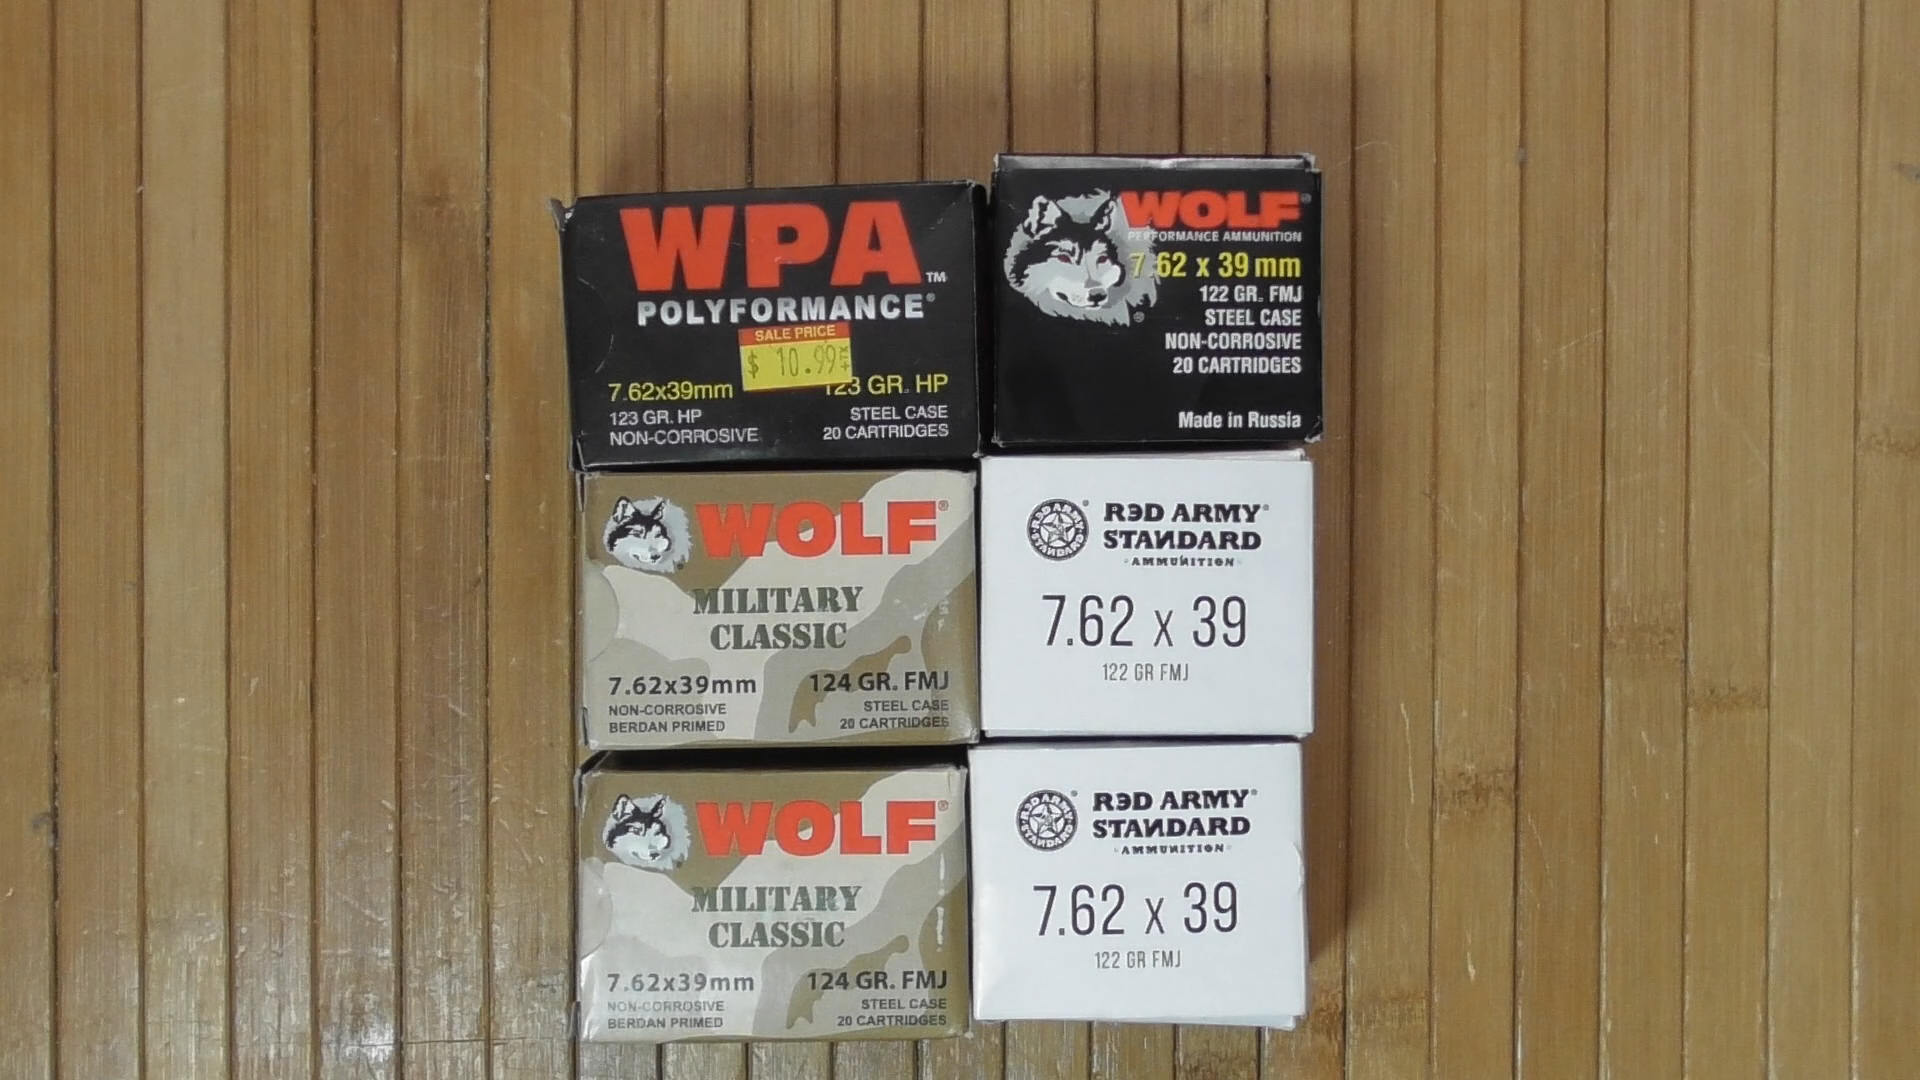 WPA™
POLYFORMANCE®
SALE PRICE
$ 10.99 +TX
7.62x39mm
123 GR. HP
123 GR. HP
NON-CORROSIVE
STEEL CASE
20 CARTRIDGES
WOLF®
PERFORMANCE AMMUNITION
7.62 x 39 mm
122 GR. FMJ
STEEL CASE
NON-CORROSIVE
20 CARTRIDGES
Made in Russia
WOLF®
MILITARY
CLASSIC
7.62x39mm
NON-CORROSIVE
BERDAN PRIMED
124 GR. FMJ
STEEL CASE
20 CARTRIDGES
RЭD ARMY®
STAИDARD
AMMUИITION
7.62 x 39
122 GR FMJ
WOLF®
MILITARY
CLASSIC
7.62x39mm
NON-CORROSIVE
BERDAN PRIMED
124 GR. FMJ
STEEL CASE
20 CARTRIDGES
RЭD ARMY®
STAИDARD
AMMUИITION
7.62 x 39
122 GR FMJ